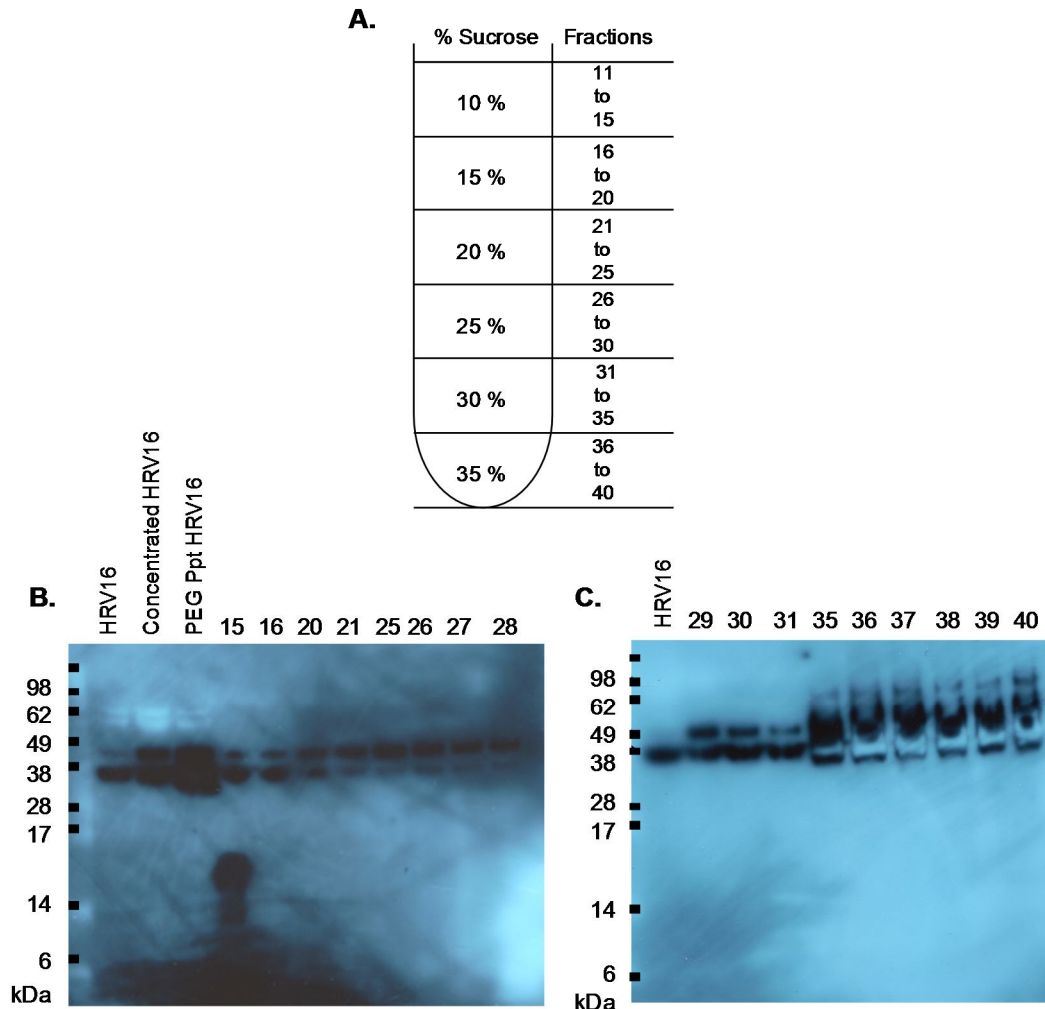 A.
% Sucrose Fractions
10 % 11 to 15
15 % 16 to 20
20 % 21 to 25
25 % 26 to 30
30 % 31 to 35
35 % 36 to 40
B.
HRV16
Concentrated HRV16
PEG Ppt HRV16
15 16 20 21 25 26 27 28
98
62
49
38
28
17
14
6
kDa
C.
HRV16
29 30 31 35 36 37 38 39 40
98
62
49
38
28
17
14
6
kDa